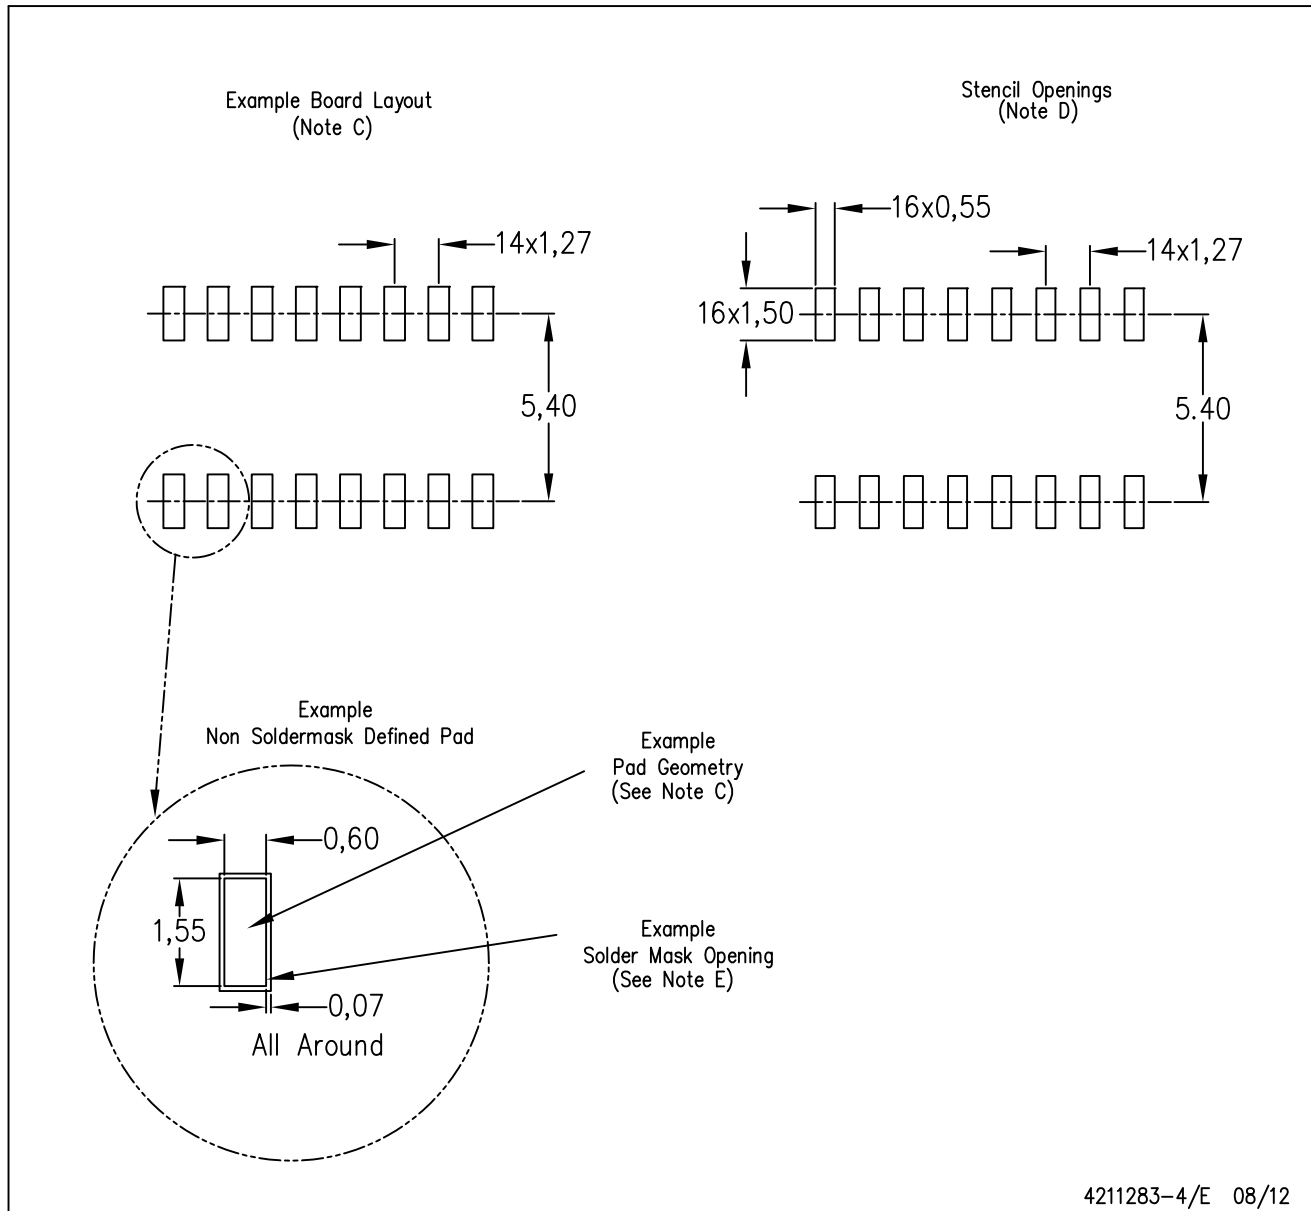 Example Board Layout
(Note C)
Stencil Openings
(Note D)
16x0,55
14x1,27
14x1,27
16x1,50
5,40
5.40
Example
Non Soldermask Defined Pad
Example
Pad Geometry
(See Note C)
0,60
1,55
Example
Solder Mask Opening
(See Note E)
0,07
All Around
4211283-4/E 08/12